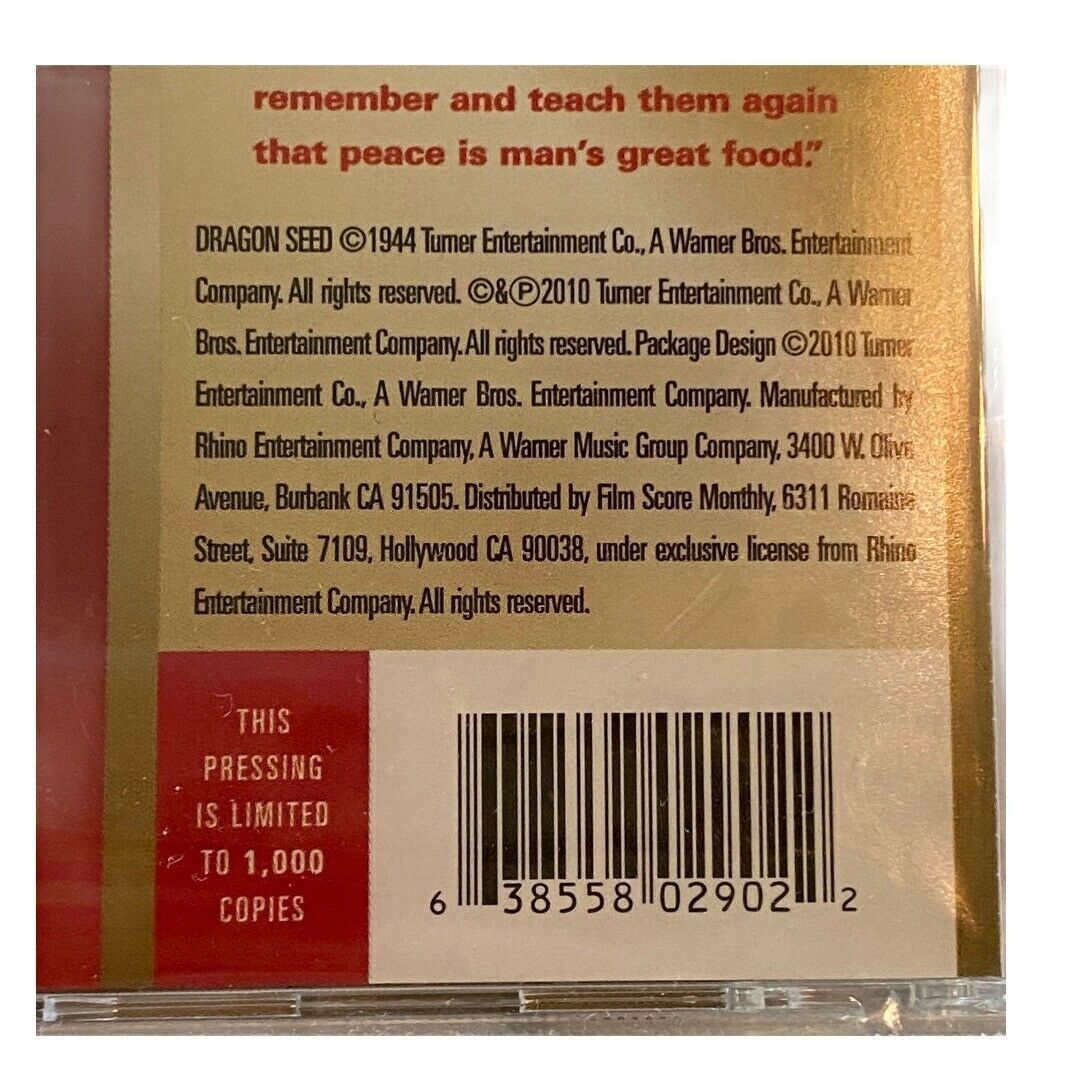 remember and teach them again
that peace is man's great food."
DRAGON SEED ©1944 Turner Entertainment Co., A Warner Bros. Entertainment
Company. All rights reserved. ©&℗2010 Turner Entertainment Co., A Warner
Bros. Entertainment Company. All rights reserved. Package Design ©2010 Turner
Entertainment Co., A Warner Bros. Entertainment Company. Manufactured by
Rhino Entertainment Company, A Warner Music Group Company, 3400 W. Olive
Avenue, Burbank CA 91505. Distributed by Film Score Monthly, 6311 Romaine
Street, Suite 7109, Hollywood CA 90038, under exclusive license from Rhino
Entertainment Company. All rights reserved.
THIS
PRESSING
IS LIMITED
TO 1,000
COPIES
6 38558 02902 2